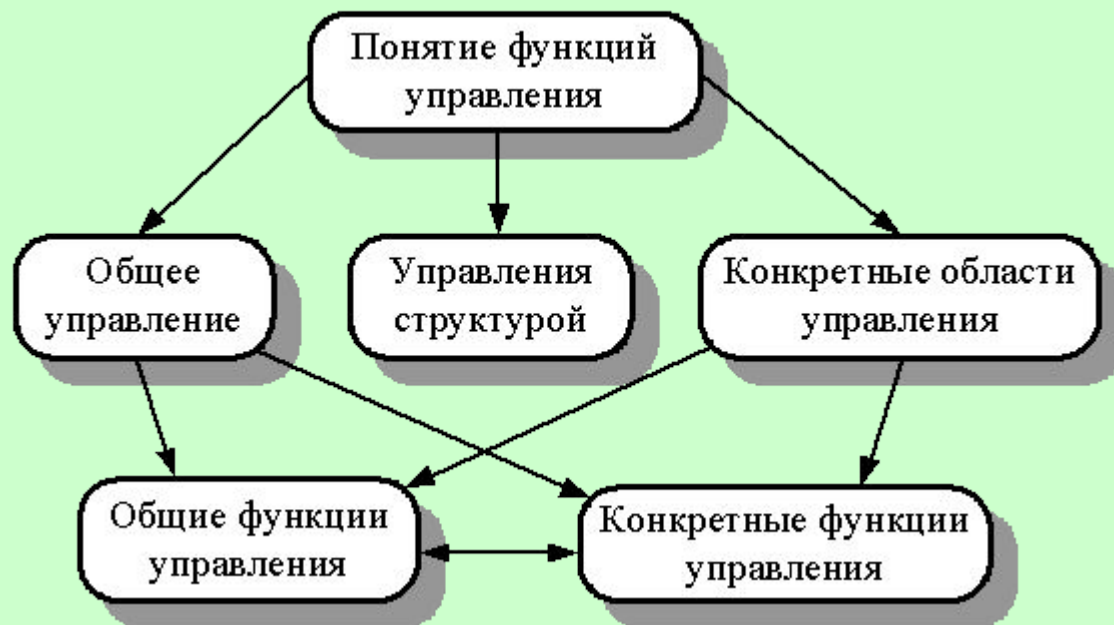 Понятие функций
управления
Общее
управление
Управления
структурой
Конкретные области
управления
Общие функции
управления
Конкретные функции
управления